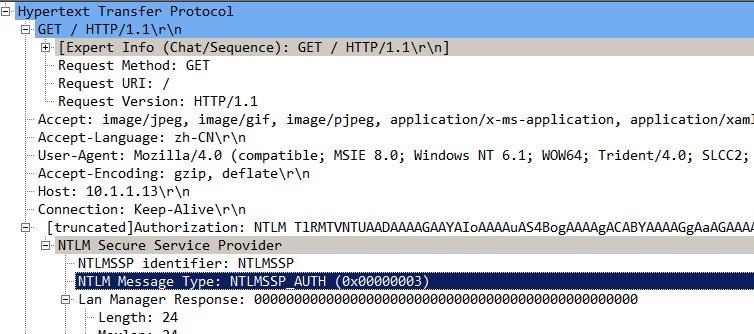 Hypertext Transfer Protocol
GET / HTTP/1.1\r\n
[Expert Info (Chat/Sequence): GET / HTTP/1.1\r\n]
Request Method: GET
Request URI: /
Request Version: HTTP/1.1
Accept: image/jpeg, image/gif, image/pjpeg, application/x-ms-application, application/xaml
Accept-Language: zh-CN\r\n
User-Agent: Mozilla/4.0 (compatible; MSIE 8.0; Windows NT 6.1; WOW64; Trident/4.0; SLCC2;
Accept-Encoding: gzip, deflate\r\n
Host: 10.1.1.13\r\n
Connection: Keep-Alive\r\n
[truncated]Authorization: NTLM TlRMTVNTUAADAAAAGAAYAIoAAAAuAS4BogAAAAgACABYAAAAGgAaAGAAAA
NTLM Secure Service Provider
NTLMSSP identifier: NTLMSSP
NTLM Message Type: NTLMSSP_AUTH (0x00000003)
Lan Manager Response: 000000000000000000000000000000000000000000000000
Length: 24
Maxlen: 24